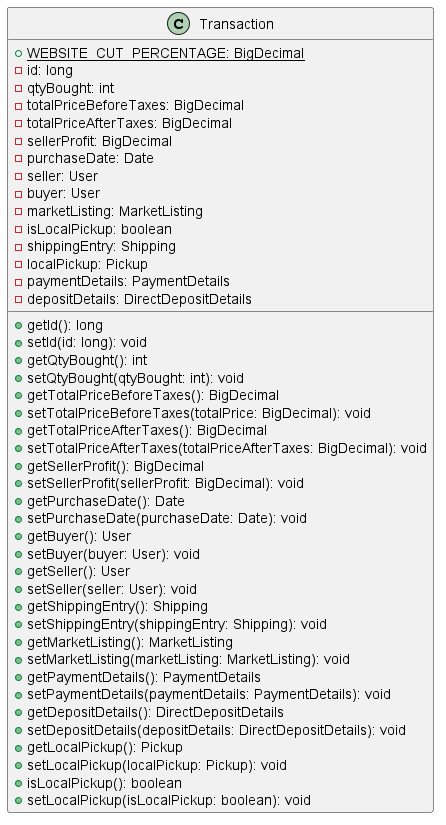 C Transaction
WEBSITE_CUT_PERCENTAGE: BigDecimal
id: long
qtyBought: int
totalPriceBeforeTaxes: BigDecimal
totalPriceAfterTaxes: BigDecimal
sellerProfit: BigDecimal
purchaseDate: Date
seller: User
buyer: User
marketListing: MarketListing
isLocalPickup: boolean
shippingEntry: Shipping
localPickup: Pickup
paymentDetails: PaymentDetails
depositDetails: DirectDepositDetails
getId(): long
setId(id: long): void
getQtyBought(): int
setQtyBought(qtyBought: int): void
getTotalPriceBeforeTaxes(): BigDecimal
setTotalPriceBeforeTaxes(totalPrice: BigDecimal): void
getTotalPriceAfterTaxes(): BigDecimal
setTotalPriceAfterTaxes(totalPriceAfterTaxes: BigDecimal): void
getSellerProfit(): BigDecimal
setSellerProfit(sellerProfit: BigDecimal): void
getPurchaseDate(): Date
setPurchaseDate(purchaseDate: Date): void
getBuyer(): User
setBuyer(buyer: User): void
getSeller(): User
setSeller(seller: User): void
getShippingEntry(): Shipping
setShippingEntry(shippingEntry: Shipping): void
getMarketListing(): MarketListing
setMarketListing(marketListing: MarketListing): void
getPaymentDetails(): PaymentDetails
setPaymentDetails(paymentDetails: PaymentDetails): void
getDepositDetails(): DirectDepositDetails
setDepositDetails(depositDetails: DirectDepositDetails): void
getLocalPickup(): Pickup
setLocalPickup(localPickup: Pickup): void
isLocalPickup(): boolean
setLocalPickup(isLocalPickup: boolean): void